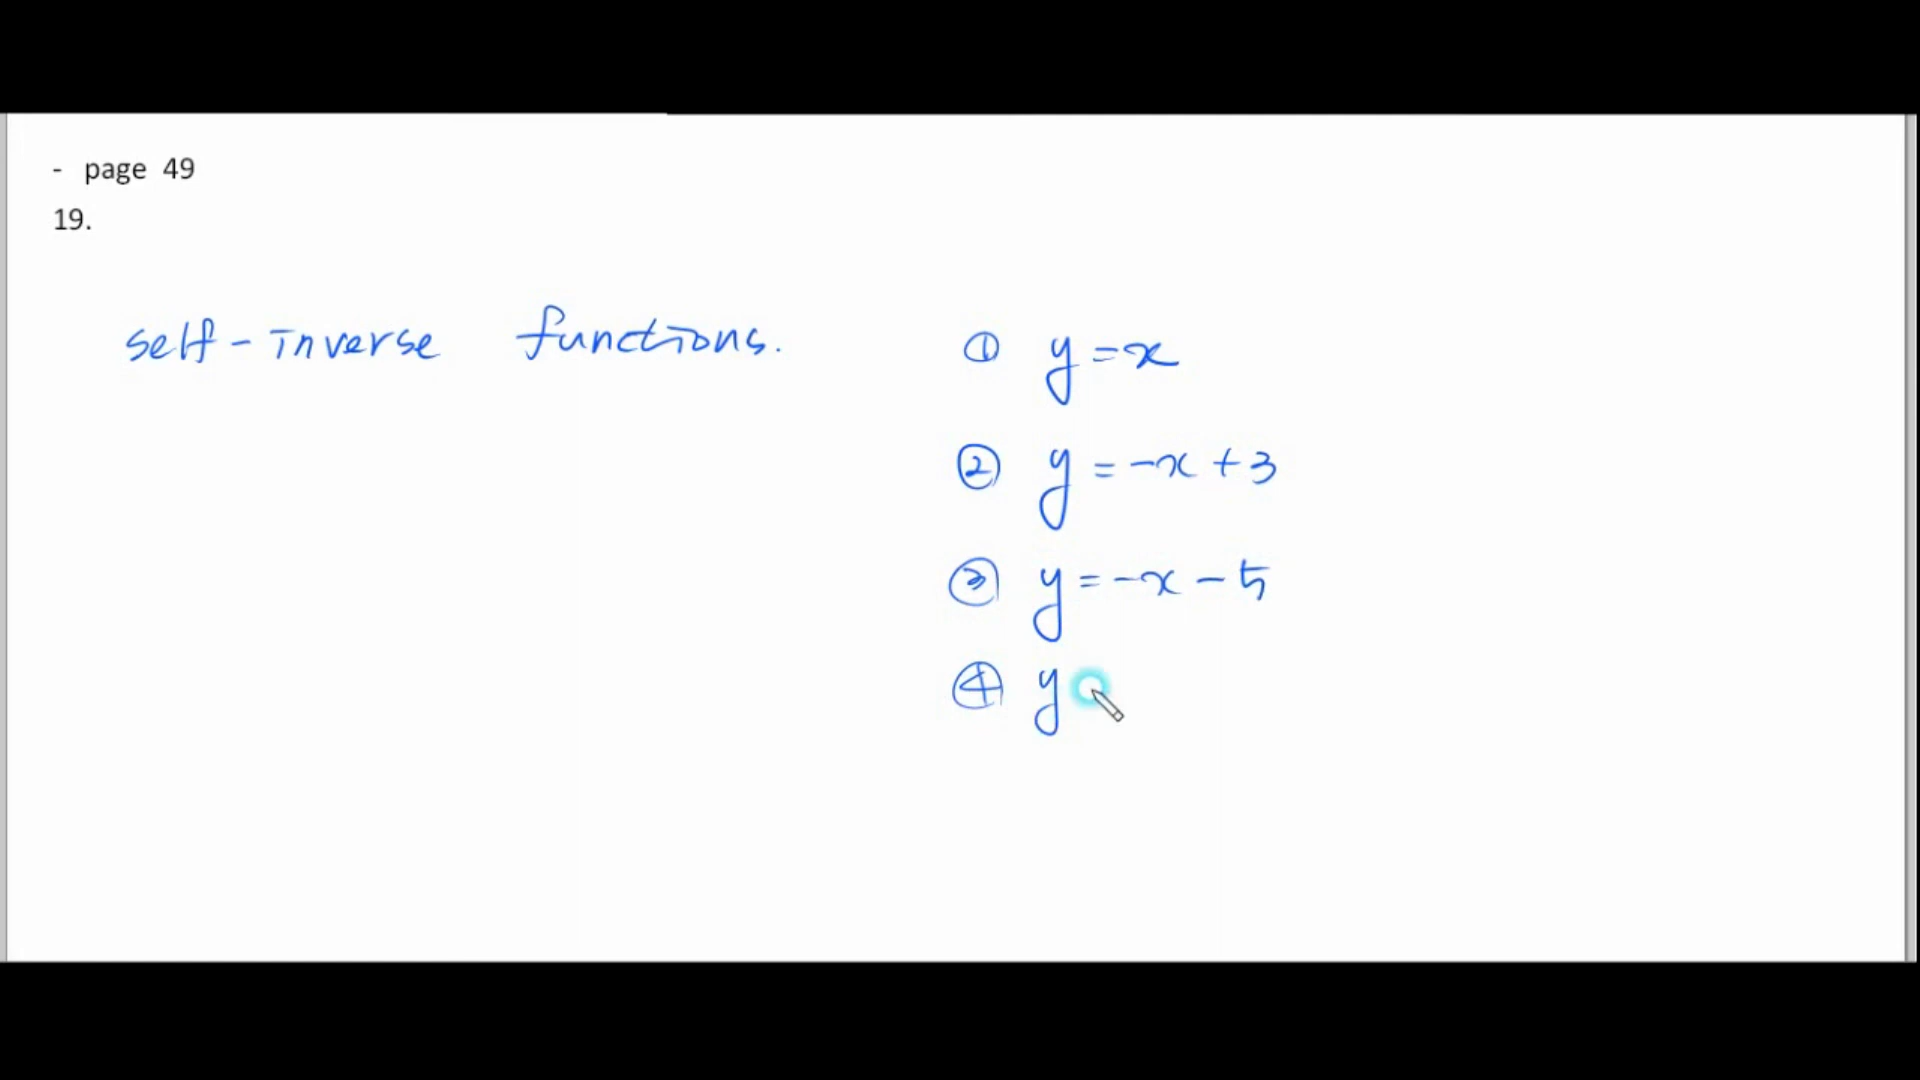 - page 49
19.
self-inverse functions.
① y = x
② y = -x + 3
③ y = -x - 5
④ y